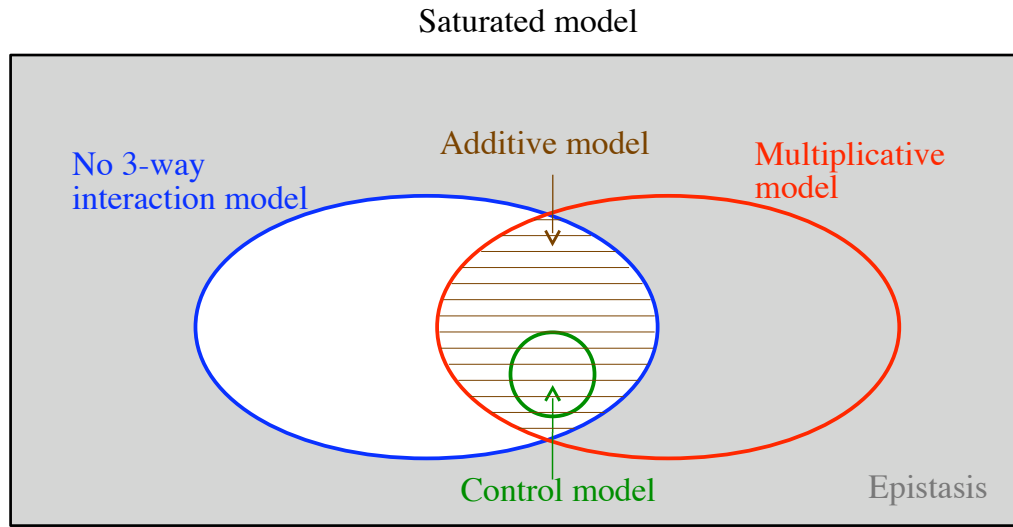 Saturated model
No 3-way
interaction model
Additive model
Multiplicative
model
Control model
Epistasis